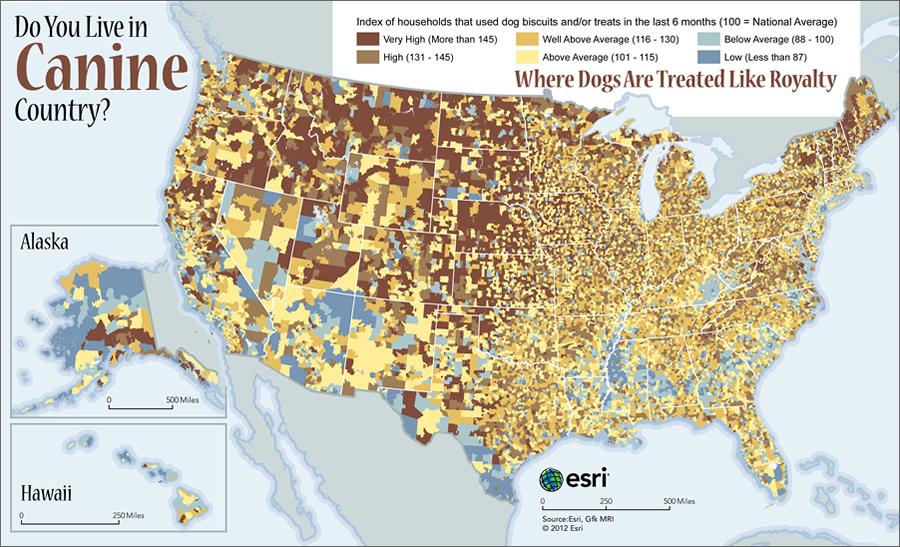 Do You Live in
Canine
Country?
Index of households that used dog biscuits and/or treats in the last 6 months (100 = National Average)
Very High (More than 145)
Well Above Average (116 - 130)
Below Average (88 - 100)
High (131 - 145)
Above Average (101 - 115)
Low (Less than 87)
Where Dogs Are Treated Like Royalty
Alaska
0 500 Miles
Hawaii
0 250 Miles
esri
0 250 500 Miles
Source:Esri, Gfk MRI
© 2012 Esri